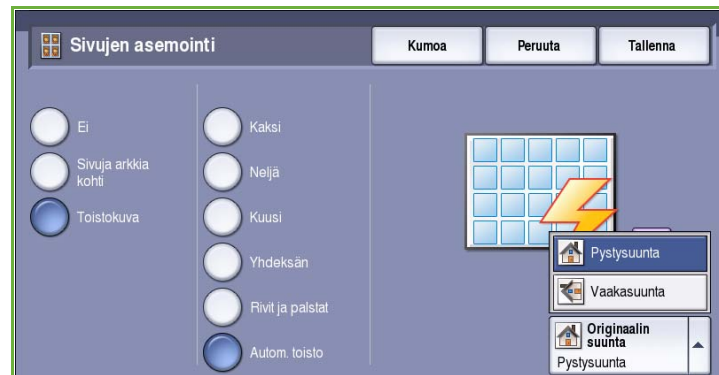 Sivujen asemointi
Kumoa
Peruuta
Tallenna
Ei
Sivuja arkkia
kohti
Toistokuva
Kaksi
Neljä
Kuusi
Yhdeksän
Rivit ja palstat
Autom. toisto
Pystysuunta
Vaakasuunta
Originaalin
suunta
Pystysuunta